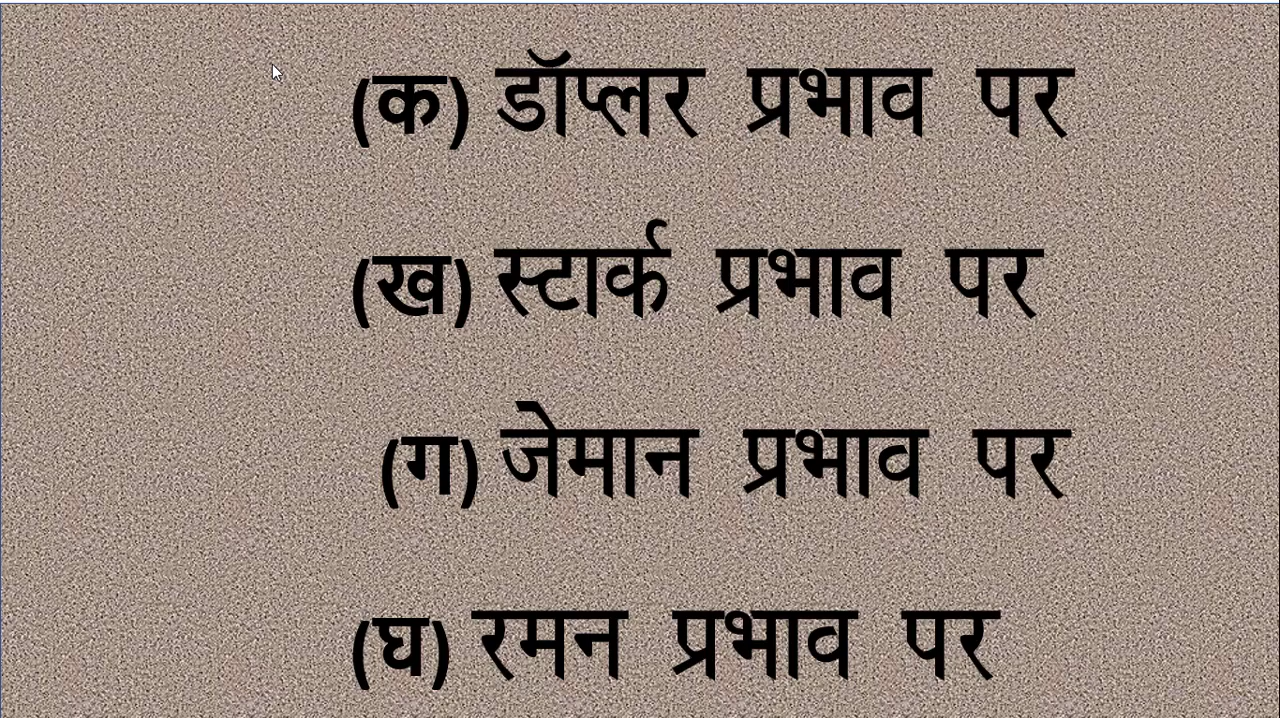 (क) डॉप्लर प्रभाव पर
(ख) स्टार्क प्रभाव पर
(ग) जेमान प्रभाव पर
(घ) रमन प्रभाव पर